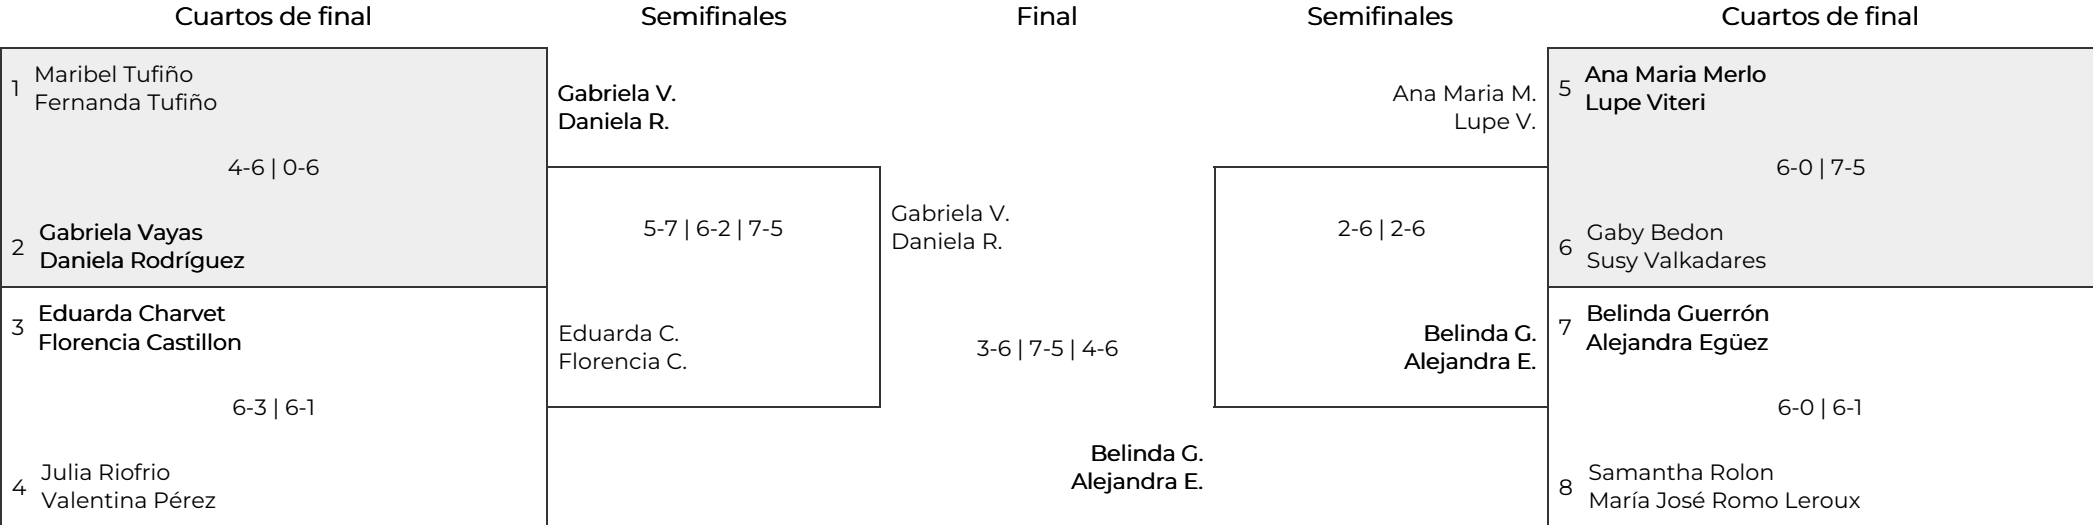 Cuartos de final
Semifinales
Final
Semifinales
Cuartos de final
1
Maribel Tufiño
Fernanda Tufiño
4-6 | 0-6
2
Gabriela Vayas
Daniela Rodríguez
3
Eduarda Charvet
Florencia Castillon
6-3 | 6-1
4
Julia Riofrio
Valentina Pérez
Gabriela V.
Daniela R.
5-7 | 6-2 | 7-5
Eduarda C.
Florencia C.
Gabriela V.
Daniela R.
3-6 | 7-5 | 4-6
Belinda G.
Alejandra E.
Ana Maria M.
Lupe V.
2-6 | 2-6
Belinda G.
Alejandra E.
5
Ana Maria Merlo
Lupe Viteri
6-0 | 7-5
6
Gaby Bedon
Susy Valkadares
7
Belinda Guerrón
Alejandra Egüez
6-0 | 6-1
8
Samantha Rolon
María José Romo Leroux